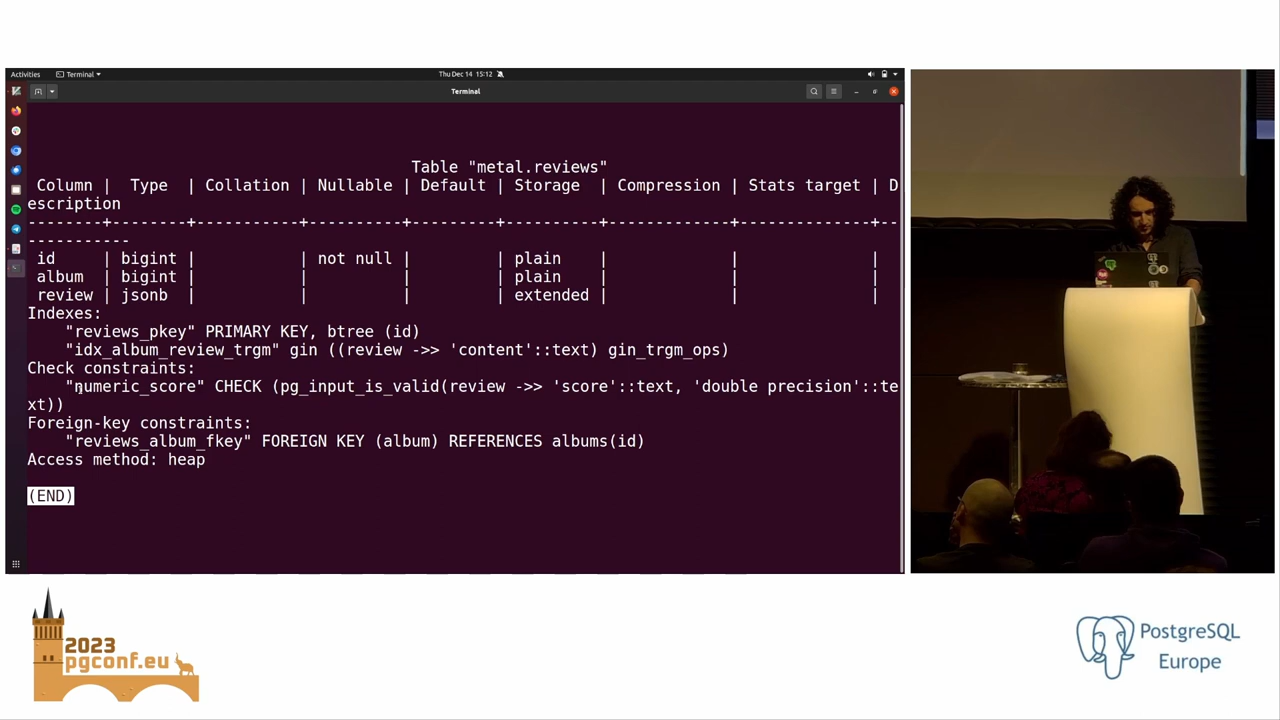 Activities
Terminal
Thu Dec 14 15:12
Terminal
Table "metal.reviews"
Column | Type | Collation | Nullable | Default | Storage | Compression | Stats target | D
escription
--------+--------+-----------+----------+---------+----------+-------------+--------------+--
-----------
id | bigint | | not null | | plain | | |
album | bigint | | | | plain | | |
review | jsonb | | | | extended | | |
Indexes:
"reviews_pkey" PRIMARY KEY, btree (id)
"idx_album_review_trgm" gin ((review ->> 'content'::text) gin_trgm_ops)
Check constraints:
"numeric_score" CHECK (pg_input_is_valid(review ->> 'score'::text, 'double precision'::te
xt))
Foreign-key constraints:
"reviews_album_fkey" FOREIGN KEY (album) REFERENCES albums(id)
Access method: heap
(END)
2023
pgconf.eu
PostgreSQL
Europe